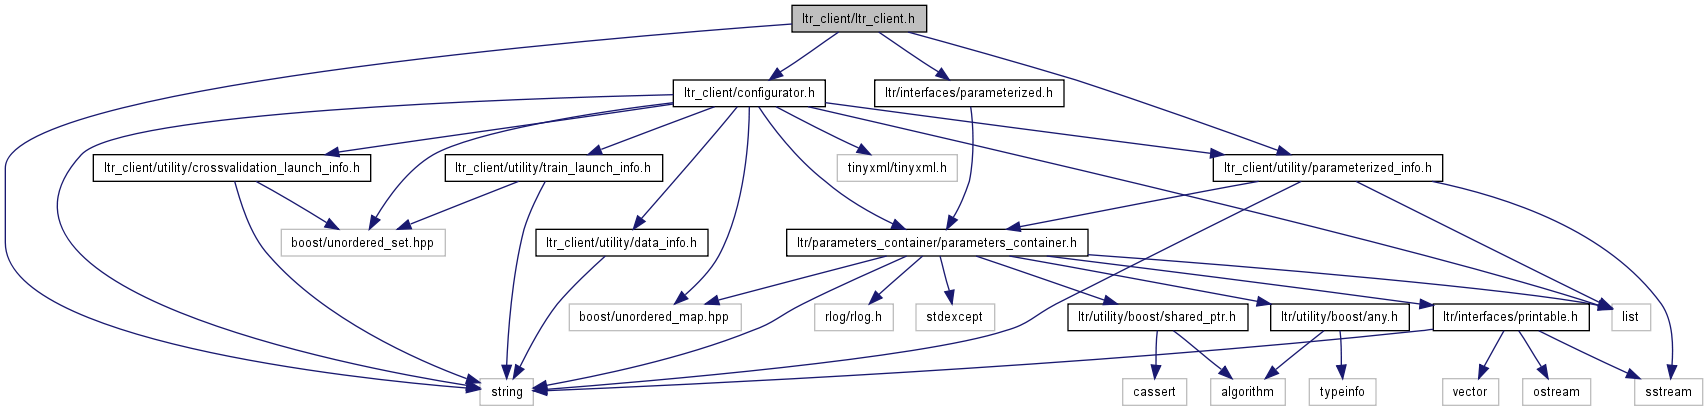 ltr_client/ltr_client.h
ltr_client/configurator.h
ltr/interfaces/parameterized.h
ltr_client/utility/crossvalidation_launch_info.h
ltr_client/utility/train_launch_info.h
tinyxml/tinyxml.h
ltr_client/utility/parameterized_info.h
boost/unordered_set.hpp
ltr_client/utility/data_info.h
ltr/parameters_container/parameters_container.h
boost/unordered_map.hpp
rlog/rlog.h
stdexcept
ltr/utility/boost/shared_ptr.h
ltr/utility/boost/any.h
ltr/interfaces/printable.h
list
string
cassert
algorithm
typeinfo
vector
ostream
sstream